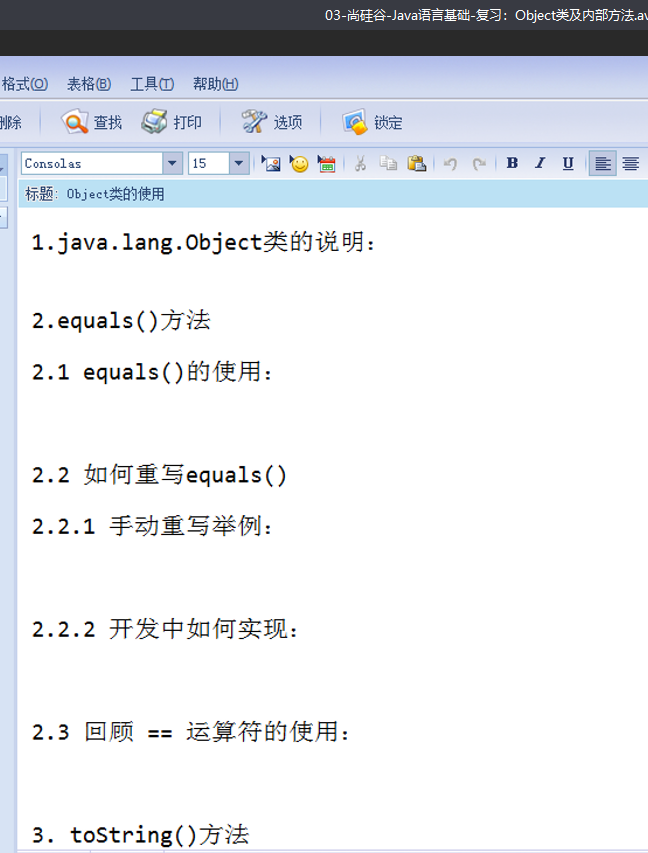 03-尚硅谷-Java语言基础-复习：Object类及内部方法.av
格式(O) 表格(B) 工具(T) 帮助(H)
删除 查找 打印 选项 锁定
Consolas 15 B I U
标题: Object类的使用
1.java.lang.Object类的说明：
2.equals()方法
2.1 equals()的使用：
2.2 如何重写equals()
2.2.1 手动重写举例：
2.2.2 开发中如何实现：
2.3 回顾 == 运算符的使用：
3. toString()方法